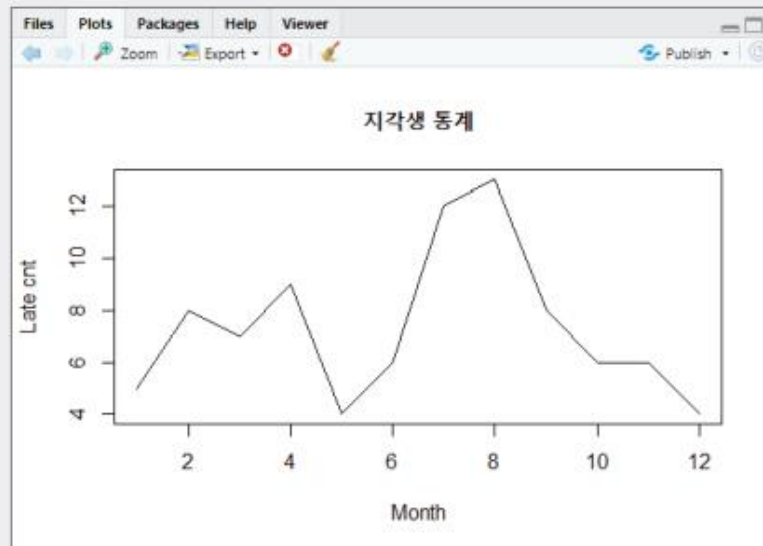 Files Plots Packages Help Viewer
Zoom Export Publish
지각생 통계
Late cnt
12
10
8
6
4
2 4 6 8 10 12
Month